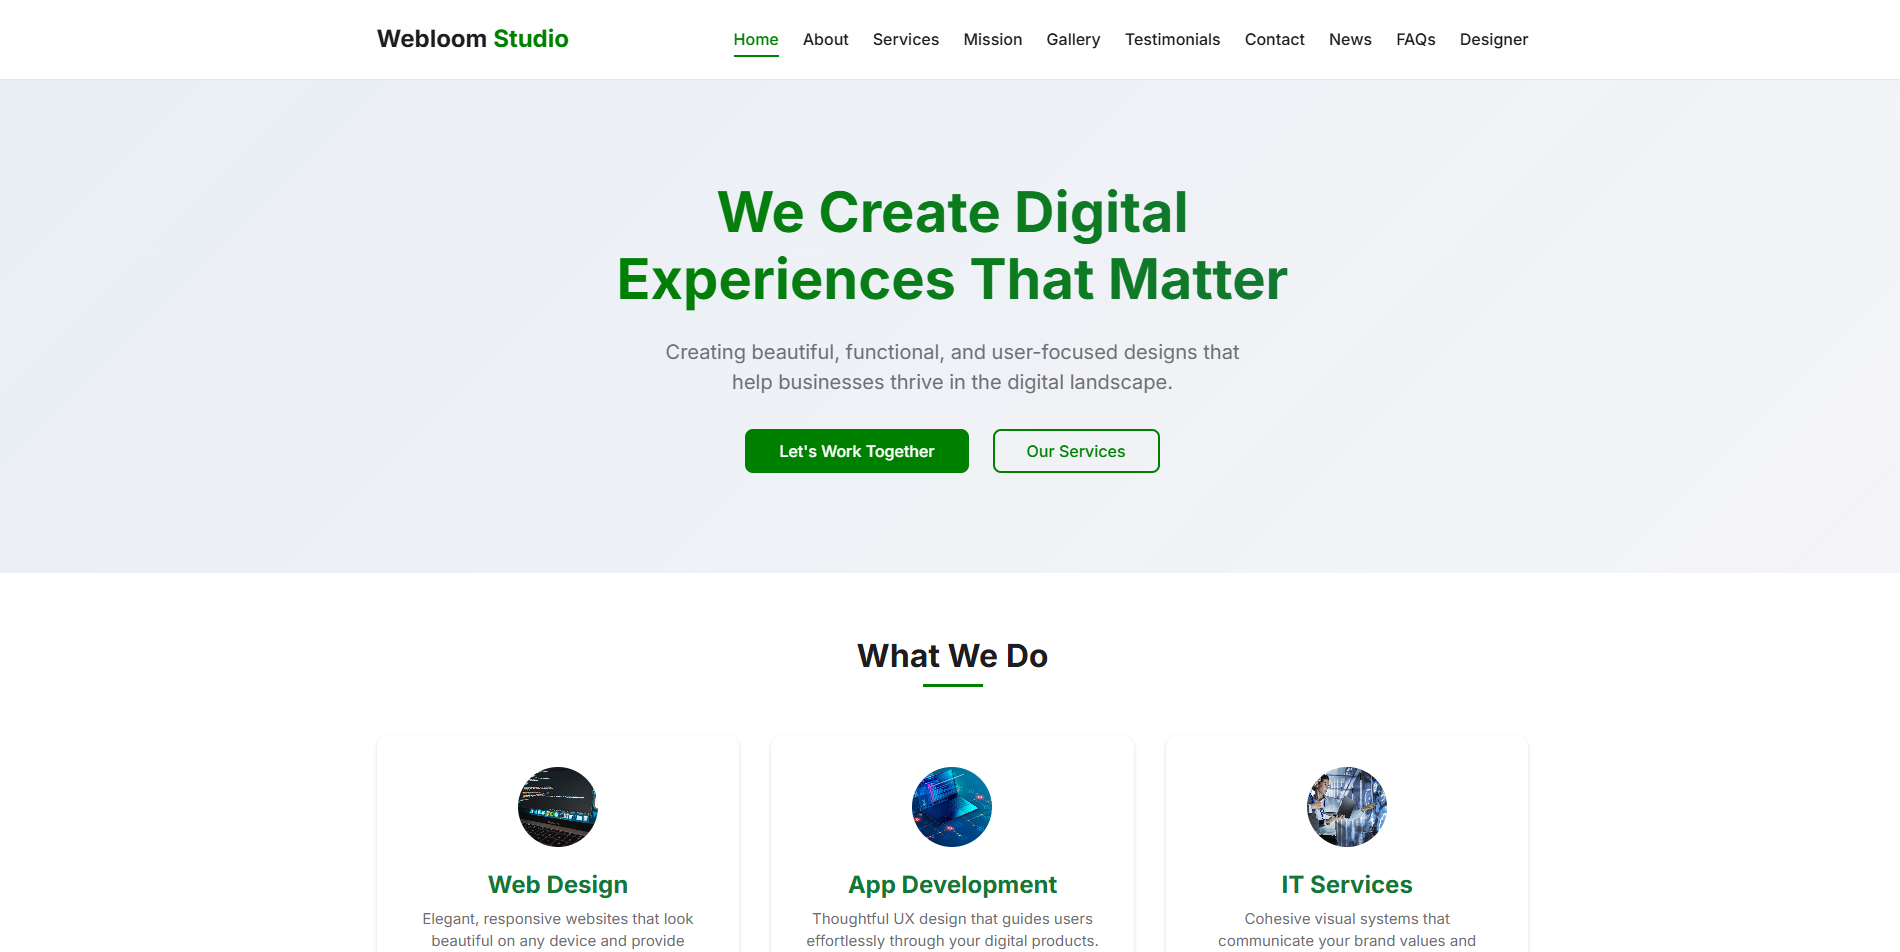 Webloom Studio
Home About Services Mission Gallery Testimonials Contact News FAQs Designer
We Create Digital
Experiences That Matter
Creating beautiful, functional, and user-focused designs that
help businesses thrive in the digital landscape.
Let's Work Together
Our Services
What We Do
Web Design
Elegant, responsive websites that look
beautiful on any device and provide
App Development
Thoughtful UX design that guides users
effortlessly through your digital products.
IT Services
Cohesive visual systems that
communicate your brand values and